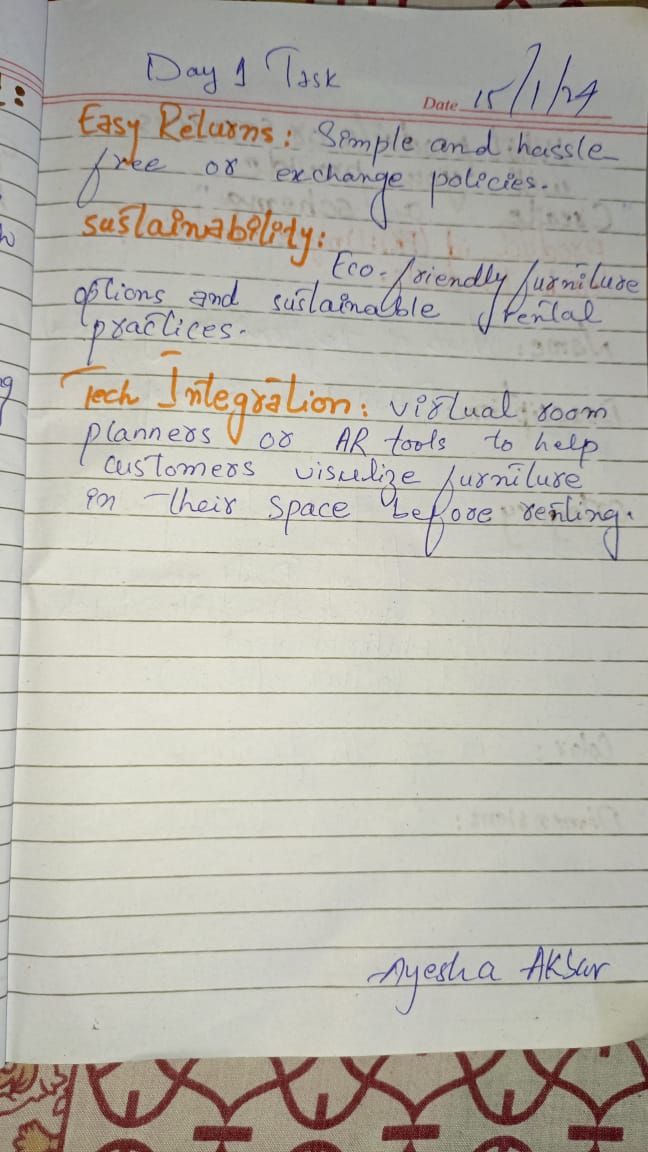 Day 1 Task
Date 15/1/24
Easy Returns: Simple and hassle
free or exchange policies.
sustainability:
Eco-friendly furniture
options and sustainable rental
practices.
Tech Integration: virtual room
planners or AR tools to help
customers visulize furniture
in their space before renting.
Ayesha Akbar